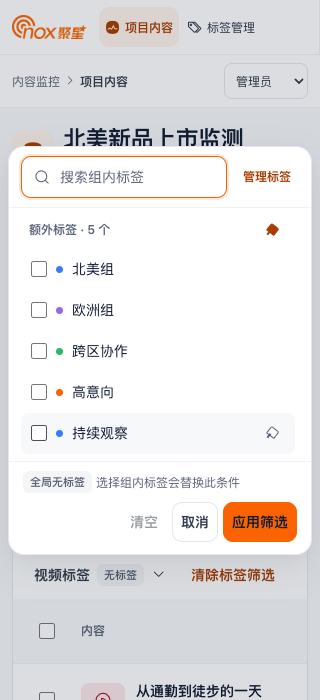 nox 聚星
项目内容
标签管理
内容监控 > 项目内容
管理员
北美新品上市监测
搜索组内标签
管理标签
额外标签 · 5 个
北美组
欧洲组
跨区协作
高意向
持续观察
全局无标签 选择组内标签会替换此条件
清空
取消
应用筛选
视频标签
无标签
清除标签筛选
内容
从通勤到徒步的一天